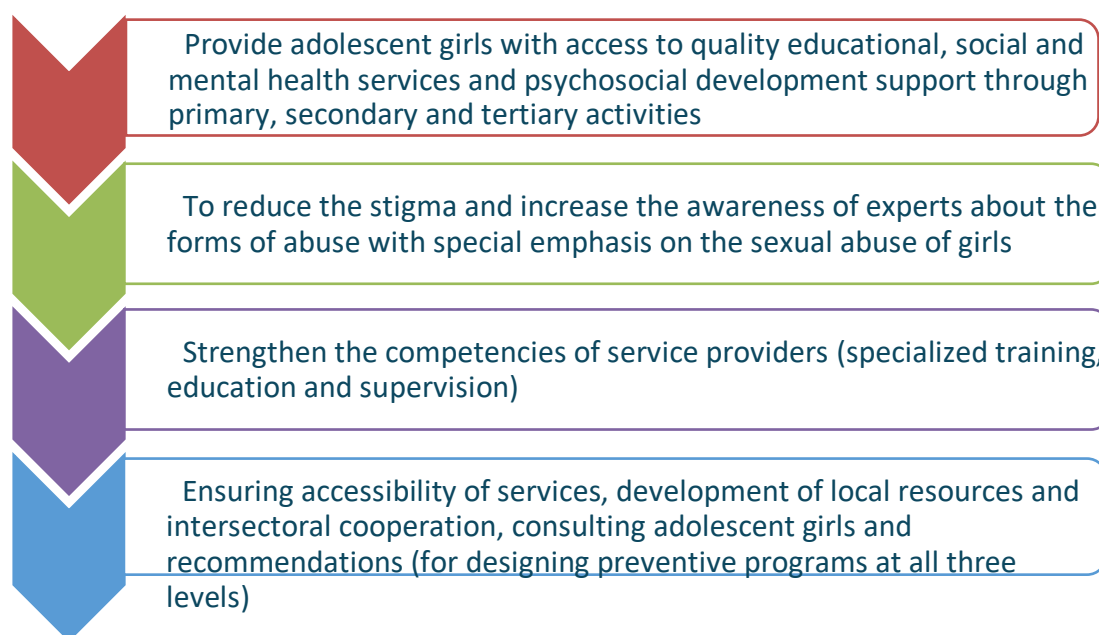 Provide adolescent girls with access to quality educational, social and
mental health services and psychosocial development support through
primary, secondary and tertiary activities
To reduce the stigma and increase the awareness of experts about the
forms of abuse with special emphasis on the sexual abuse of girls
Strengthen the competencies of service providers (specialized training,
education and supervision)
Ensuring accessibility of services, development of local resources and
intersectoral cooperation, consulting adolescent girls and
recommendations (for designing preventive programs at all three
levels)